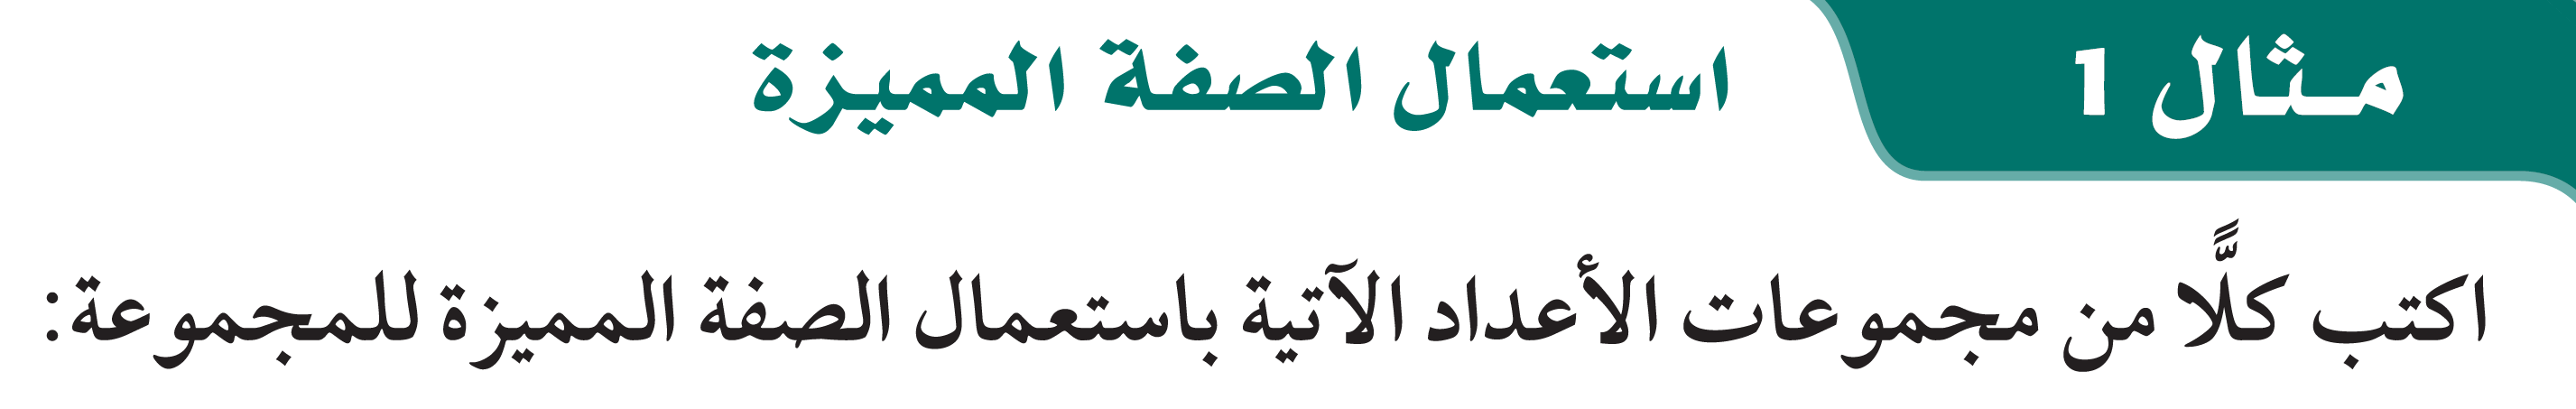 مثال 1 استعمال الصفة المميزة
اكتب كلًّا من مجموعات الأعداد الآتية باستعمال الصفة المميزة للمجموعة: